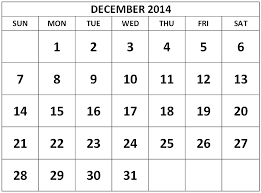 DECEMBER 2014
SUN MON TUE WED THU FRI SAT
1 2 3 4 5 6
7 8 9 10 11 12 13
14 15 16 17 18 19 20
21 22 23 24 25 26 27
28 29 30 31